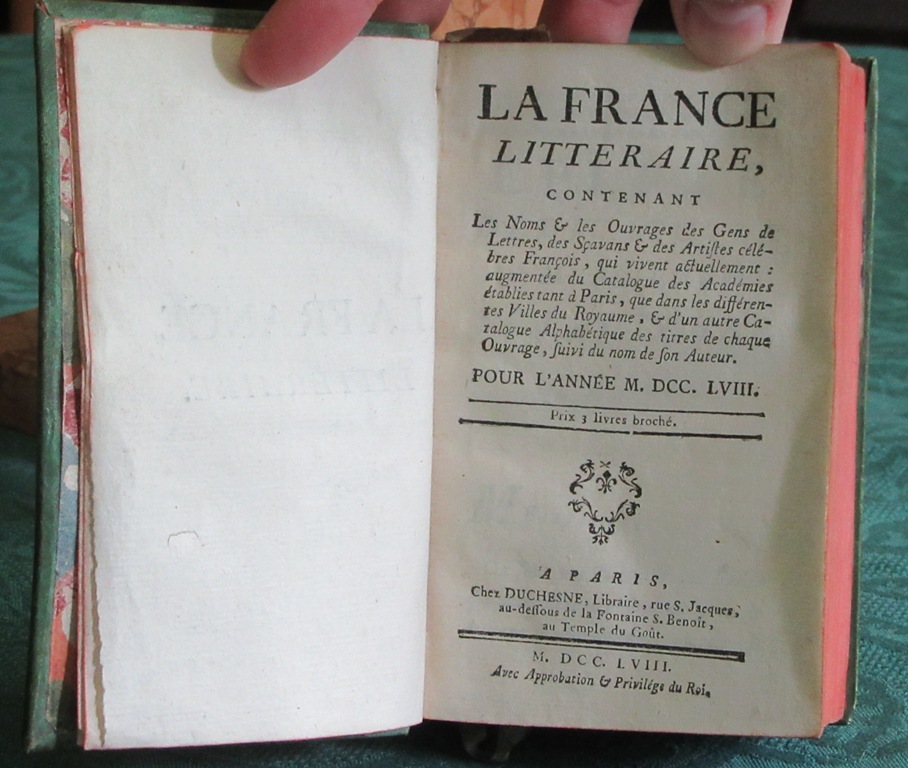 LA FRANCE
LITTERAIRE,
CONTENANT
Les Noms & les Ouvrages des Gens de
Lettres, des Sçavans & des Artiſtes célé-
bres François, qui vivent actuellement :
augmentée du Catalogue des Académies
établies tant à Paris, que dans les différen-
tes Villes du Royaume, & d'un autre Ca-
talogue Alphabétique des titres de chaque
Ouvrage, ſuivi du nom de ſon Auteur.
POUR L'ANNÉE M. DCC. LVIII.
Prix 3 livres broché.
A PARIS,
Chez DUCHESNE, Libraire, rue S. Jacques,
au-deſſous de la Fontaine S. Benoît,
au Temple du Goût.
M. DCC. LVIII.
Avec Approbation & Privilége du Roi.